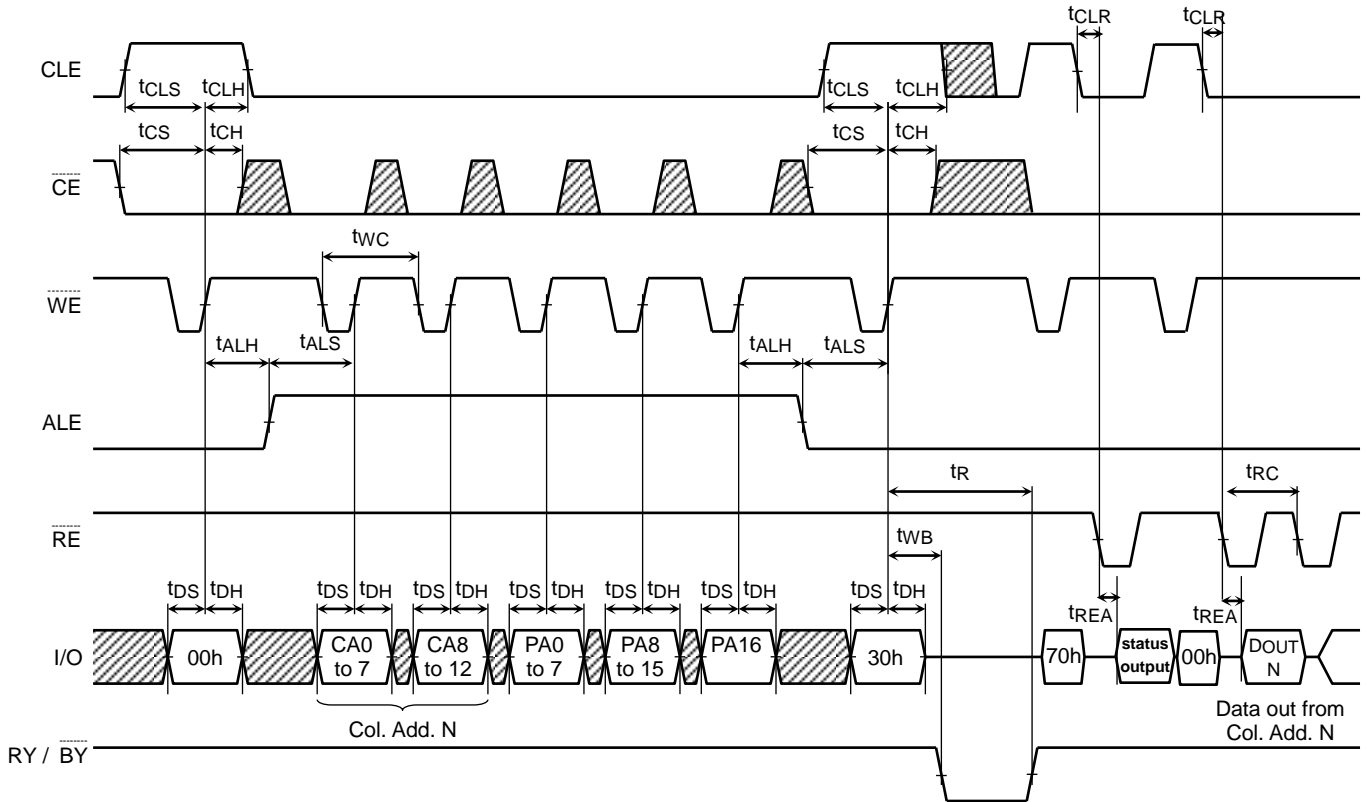 tCLR tCLR
CLE
tCLS tCLH tCLS tCLH
tCS tCH tCS tCH
CE
tWC
WE
tALH tALS tALH tALS
ALE
tR tRC
RE
tWB
tDS tDH tDS tDH tDS tDH tDS tDH tDS tDH tDS tDH tDS tDH
tREA tREA
I/O
00h
CA0 to 7
CA8 to 12
PA0 to 7
PA8 to 15
PA16
30h
70h
status output
00h
DOUT N
Col. Add. N
Data out from
Col. Add. N
RY / BY